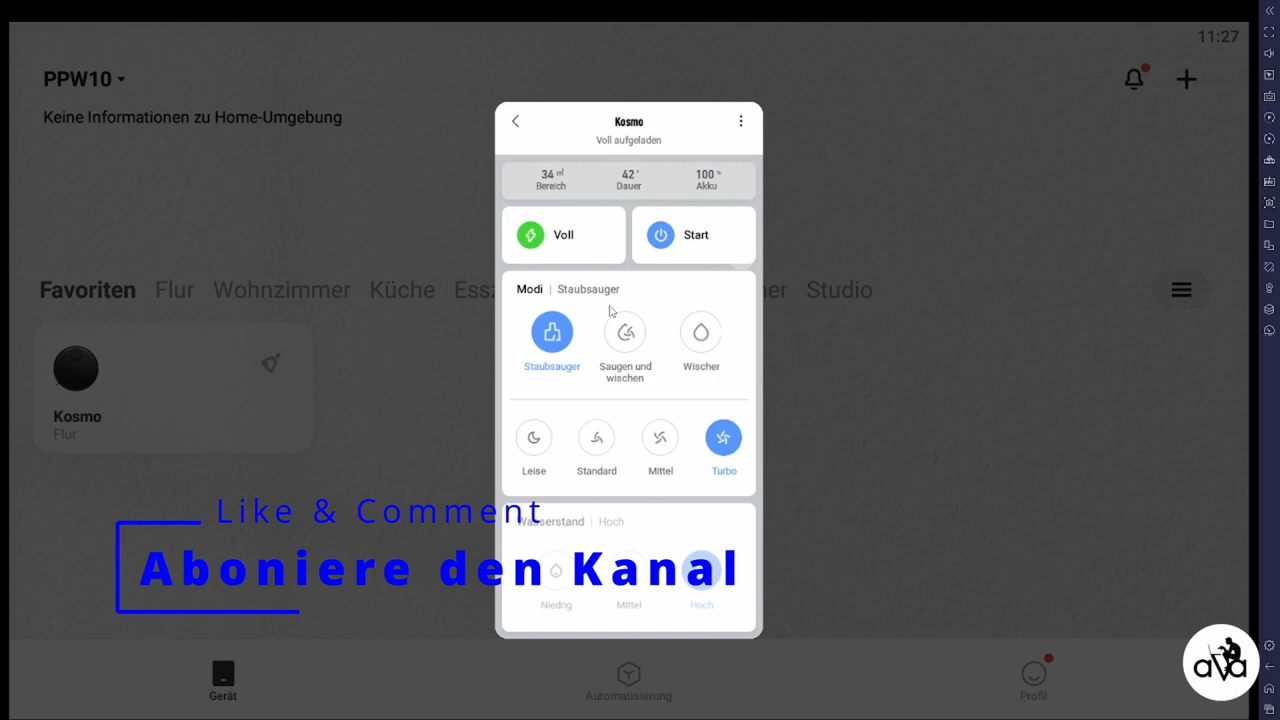 11:27
PPW10
Keine Informationen zu Home-Umgebung
Favoriten Flur Wohnzimmer Küche Studio
Kosmo
Flur
Kosmo
Voll aufgeladen
34 ㎡ 42 ' 100 %
Bereich Dauer Akku
Voll Start
Modi | Staubsauger
Staubsauger Saugen und wischen Wischer
Leise Standard Mittel Turbo
Wasserstand | Hoch
Niedrig Mittel Hoch
Like & Comment
Aboniere den Kanal
Gerät Automatisierung Profil
ava